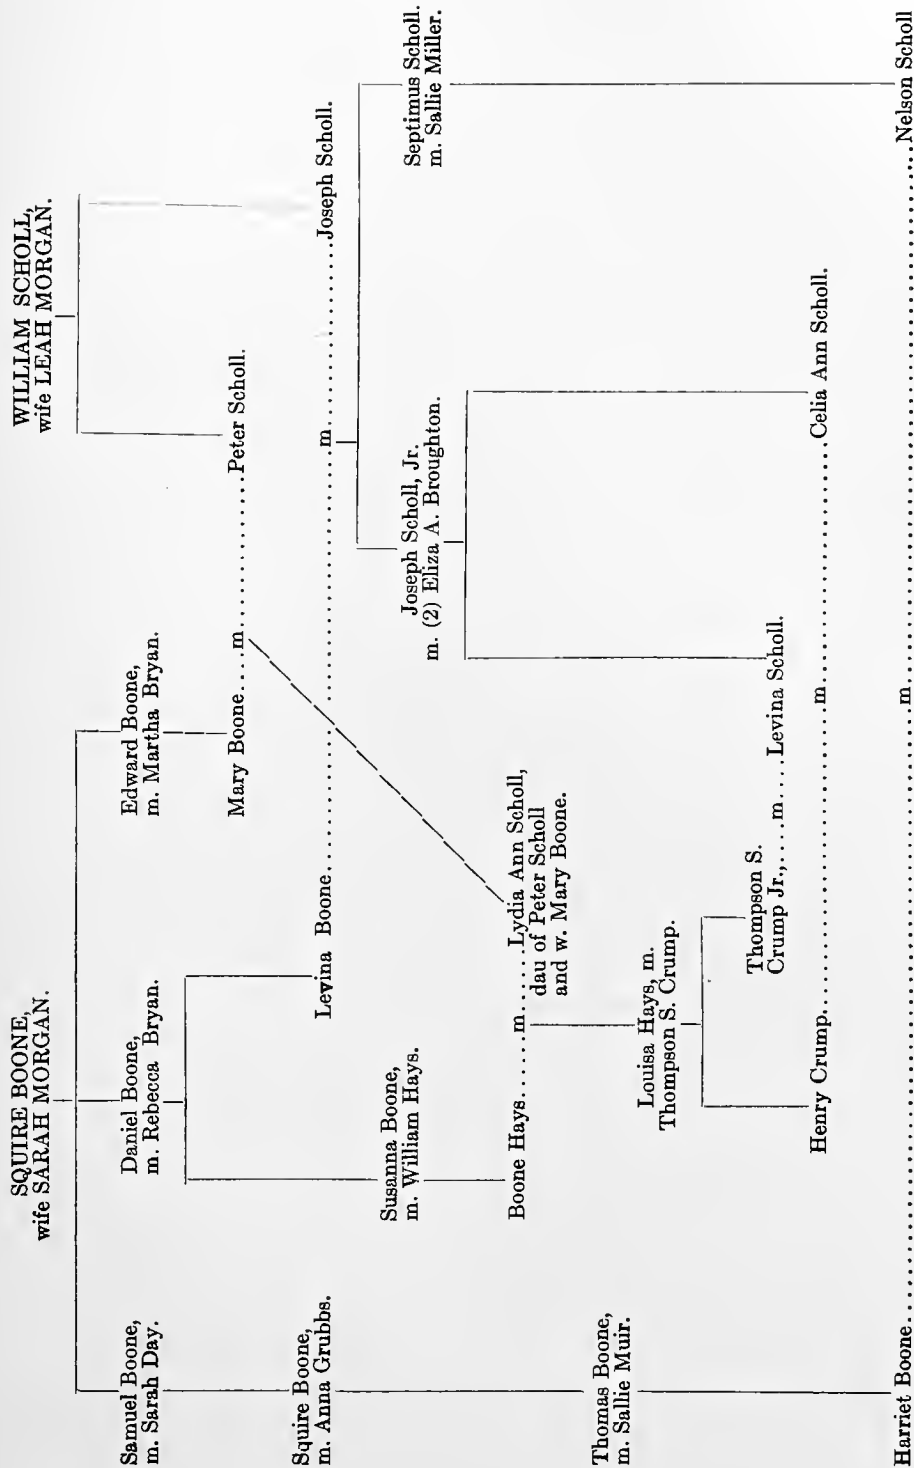 SQUIRE BOONE,
wife SARAH MORGAN.
WILLIAM SCHOLL,
wife LEAH MORGAN.
Samuel Boone,
m. Sarah Day.
Daniel Boone,
m. Rebecca Bryan.
Edward Boone,
m. Martha Bryan.
Mary Boone....m..............Peter Scholl.
Squire Boone,
m. Anna Grubbs.
Levina Boone..............................m..............Joseph Scholl.
Susanna Boone,
m. William Hays.
Joseph Scholl, Jr.
m. (2) Eliza A. Broughton.
Septimus Scholl.
m. Sallie Miller.
Boone Hays......m......Lydia Ann Scholl,
dau of Peter Scholl
and w. Mary Boone.
Thomas Boone,
m. Sallie Muir.
Louisa Hays, m.
Thompson S. Crump.
Thompson S.
Crump Jr.,....m....Levina Scholl.
Henry Crump..............................m..............................Celia Ann Scholl.
Harriet Boone............................................................m............................................................Nelson Scholl